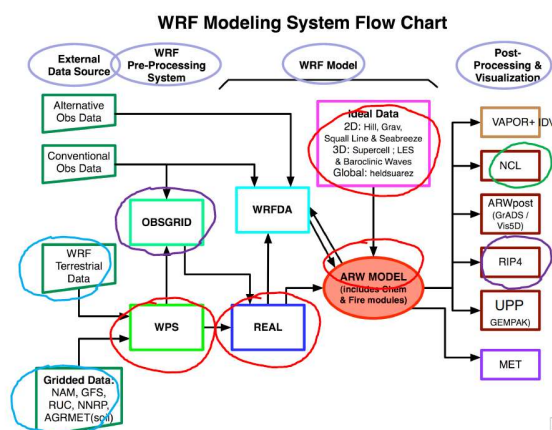 WRF Modeling System Flow Chart
External
Data Source
WRF
Pre-Processing
System
WRF Model
Post-
Processing
& Visualization
Alternative
Obs Data
Conventional
Obs Data
WRF
Terrestrial
Data
Gridded Data:
NAM, GFS,
RUC, NNRP,
AGRMET(soil)
OBSGRID
WPS
WRFDA
REAL
Ideal Data
2D: Hill, Grav,
Squall Line & Seabreeze
3D: Supercell ; LES
& Baroclinic Waves
Global: heldsuarez
ARW MODEL
(includes Chem
& Fire modules)
VAPOR+ IDV
NCL
ARWpost
(GrADS /
Vis5D)
RIP4
UPP
GEMPAK)
MET